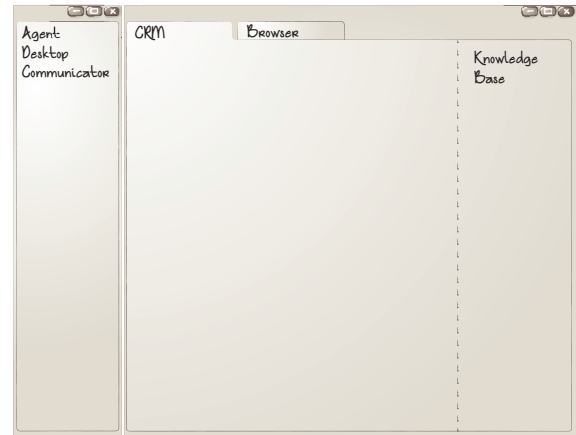 Agent
Desktop
Communicator
CRM
Browser
Knowledge
Base